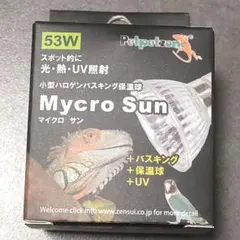 53W
Petpetzon
スポット的に
光・熱・UV照射
小型ハロゲンバスキング保温球
Mycro Sun
マイクロ サン
+バスキング
+保温球
+UV
Welcome click into www.zensui.co.jp for more detail